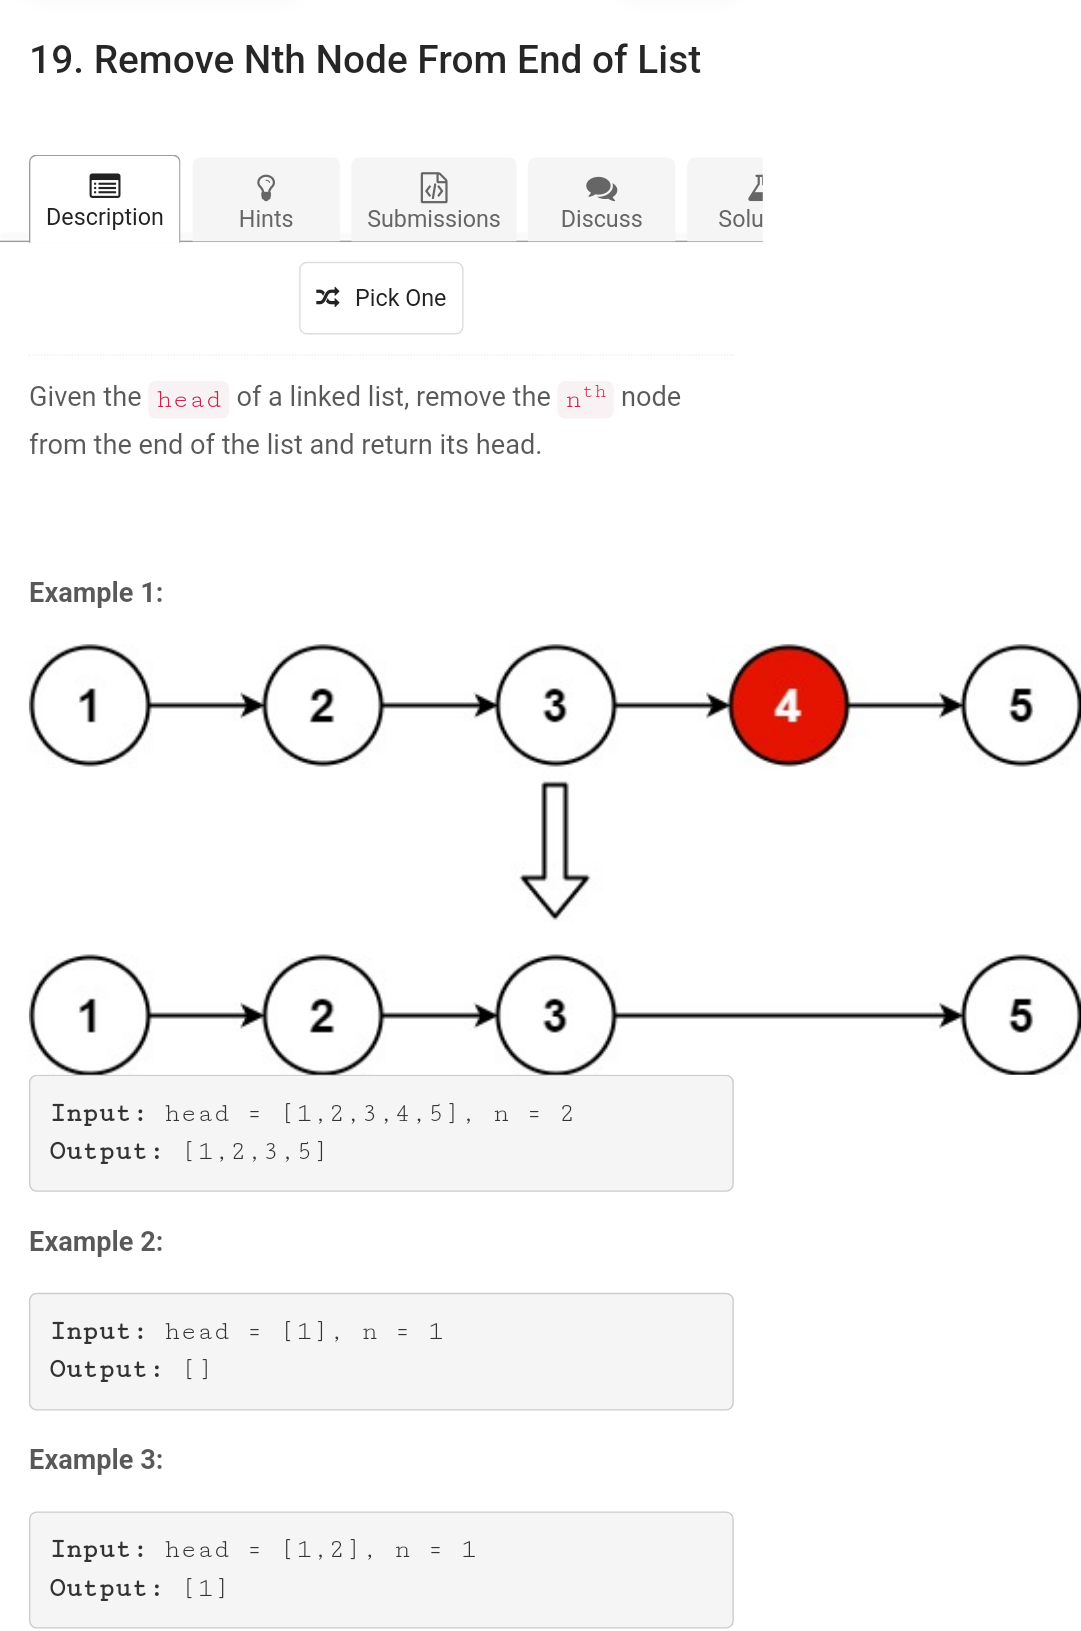 19. Remove Nth Node From End of List
Description
Hints
Submissions
Discuss
Solu
Pick One
Given the head of a linked list, remove the nth node
from the end of the list and return its head.
Example 1:
1 2 3 4 5
1 2 3 5
Input: head = [1,2,3,4,5], n = 2
Output: [1,2,3,5]
Example 2:
Input: head = [1], n = 1
Output: []
Example 3:
Input: head = [1,2], n = 1
Output: [1]